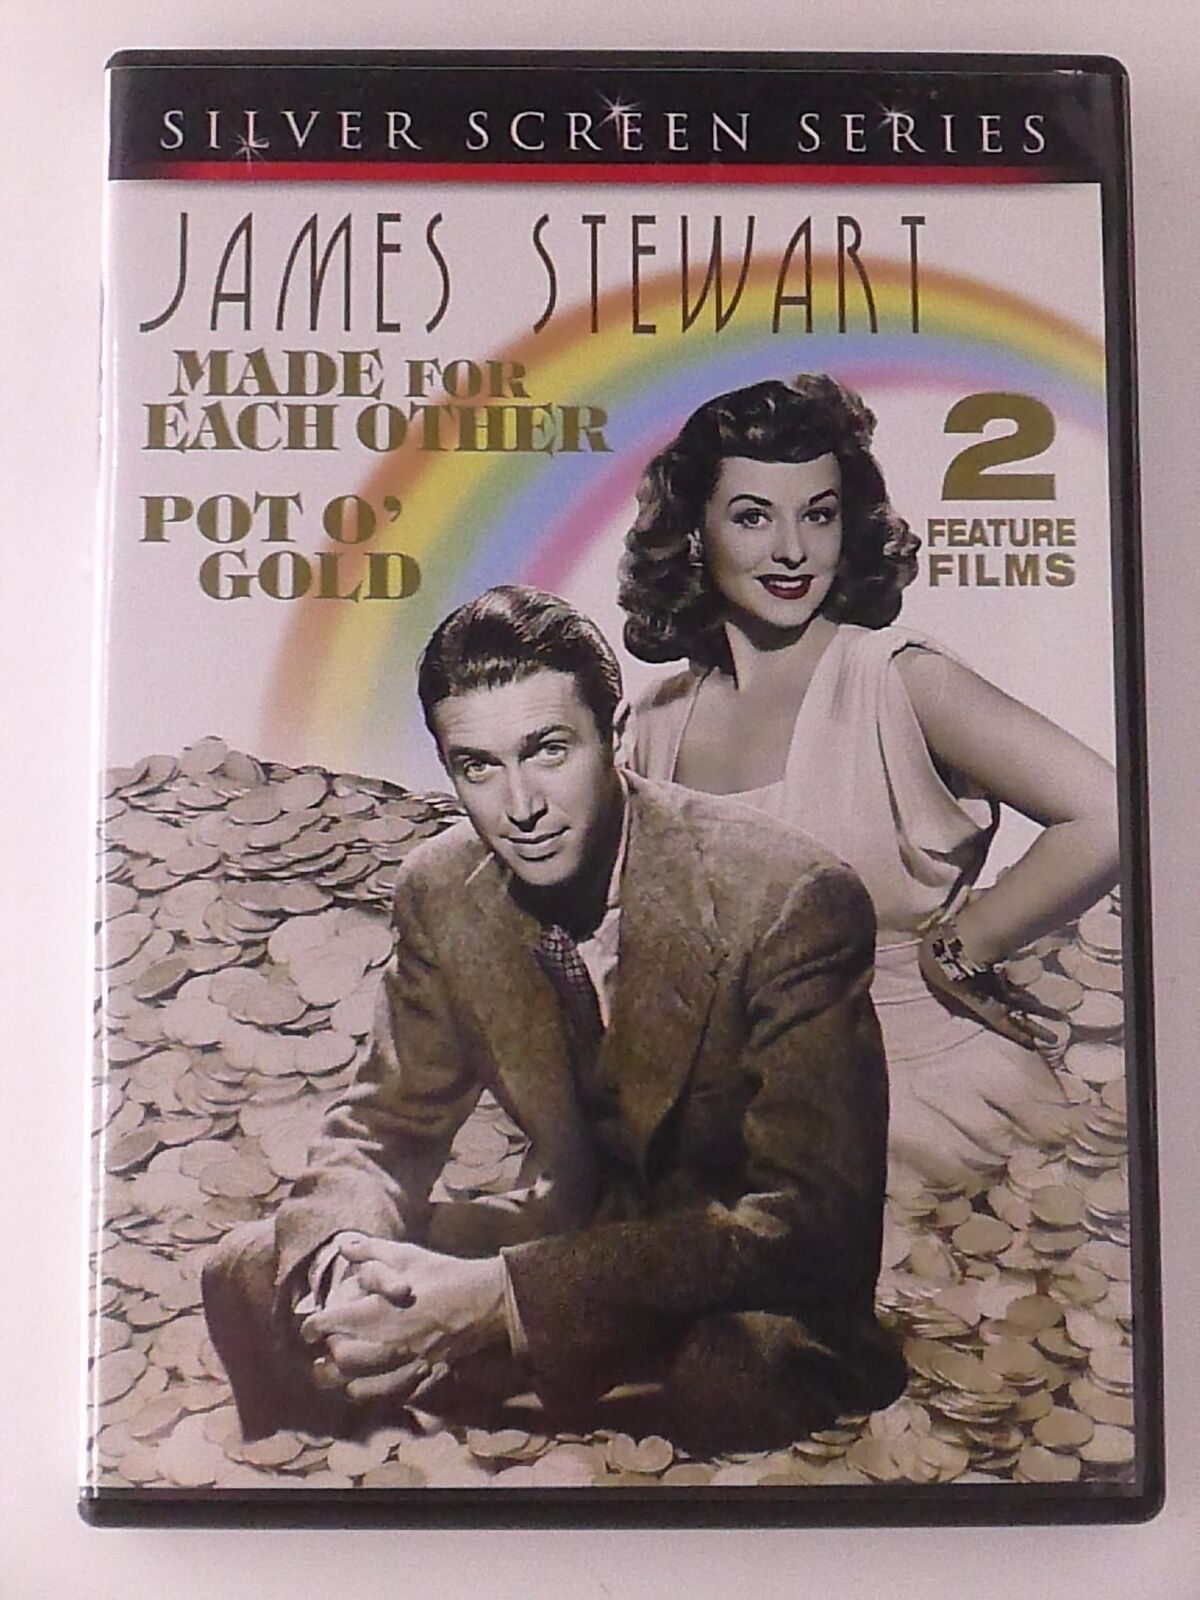 SILVER SCREEN SERIES
JAMES STEWART
MADE FOR
EACH OTHER
POT O'
GOLD
2
FEATURE
FILMS